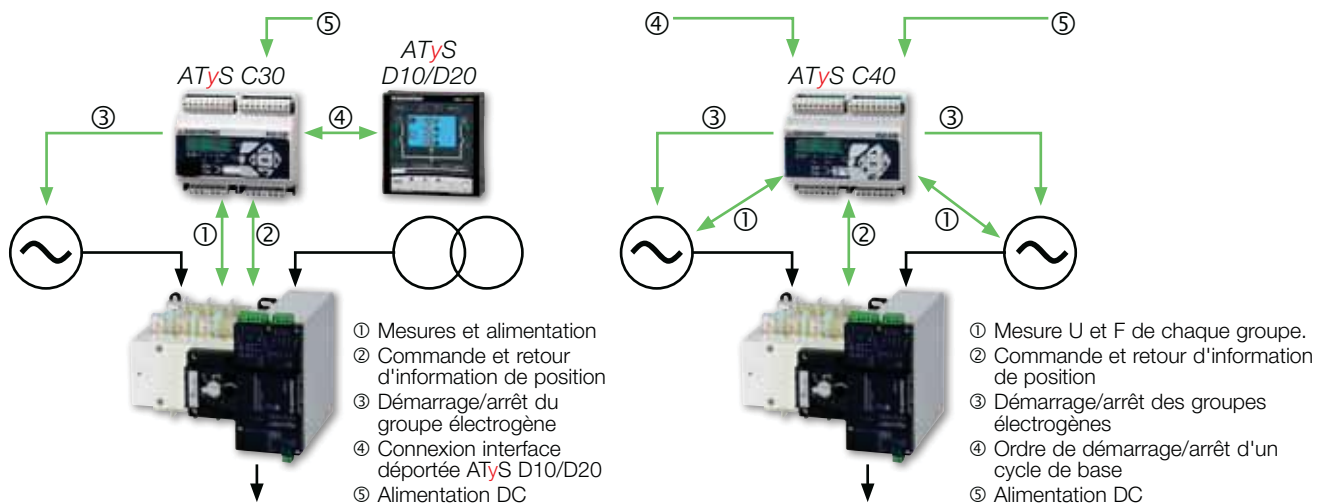 ⑤
ATyS C30
ATyS
D10/D20
③
④
①
②
① Mesures et alimentation
② Commande et retour
d'information de position
③ Démarrage/arrêt du
groupe électrogène
④ Connexion interface
déportée ATyS D10/D20
⑤ Alimentation DC
④
⑤
ATyS C40
③
③
①
②
①
① Mesure U et F de chaque groupe.
② Commande et retour d'information
de position
③ Démarrage/arrêt des groupes
électrogènes
④ Ordre de démarrage/arrêt d'un
cycle de base
⑤ Alimentation DC